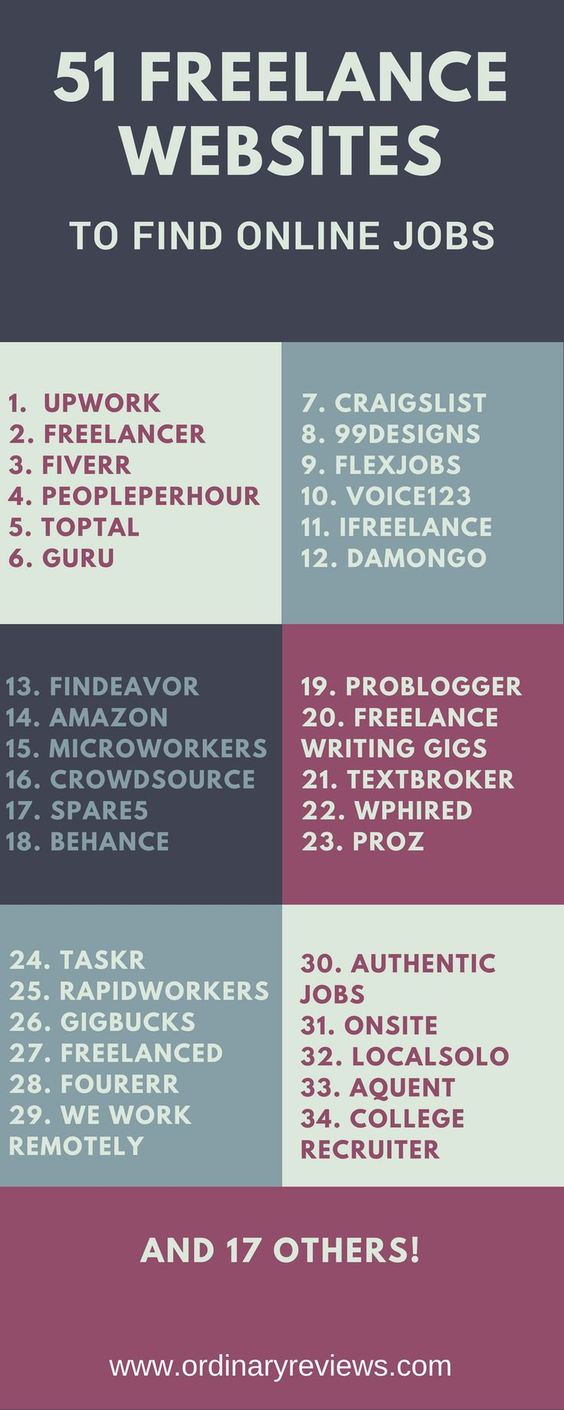 51 FREELANCE
WEBSITES
TO FIND ONLINE JOBS
1. UPWORK
2. FREELANCER
3. FIVERR
4. PEOPLEPERHOUR
5. TOPTAL
6. GURU
7. CRAIGSLIST
8. 99DESIGNS
9. FLEXJOBS
10. VOICE123
11. IFREELANCE
12. DAMONGO
13. FINDEAVOR
14. AMAZON
15. MICROWORKERS
16. CROWDSOURCE
17. SPARE5
18. BEHANCE
19. PROBLOGGER
20. FREELANCE
WRITING GIGS
21. TEXTBROKER
22. WPHIRED
23. PROZ
24. TASKR
25. RAPIDWORKERS
26. GIGBUCKS
27. FREELANCED
28. FOURERR
29. WE WORK
REMOTELY
30. AUTHENTIC
JOBS
31. ONSITE
32. LOCALSOLO
33. AQUENT
34. COLLEGE
RECRUITER
AND 17 OTHERS!
www.ordinaryreviews.com